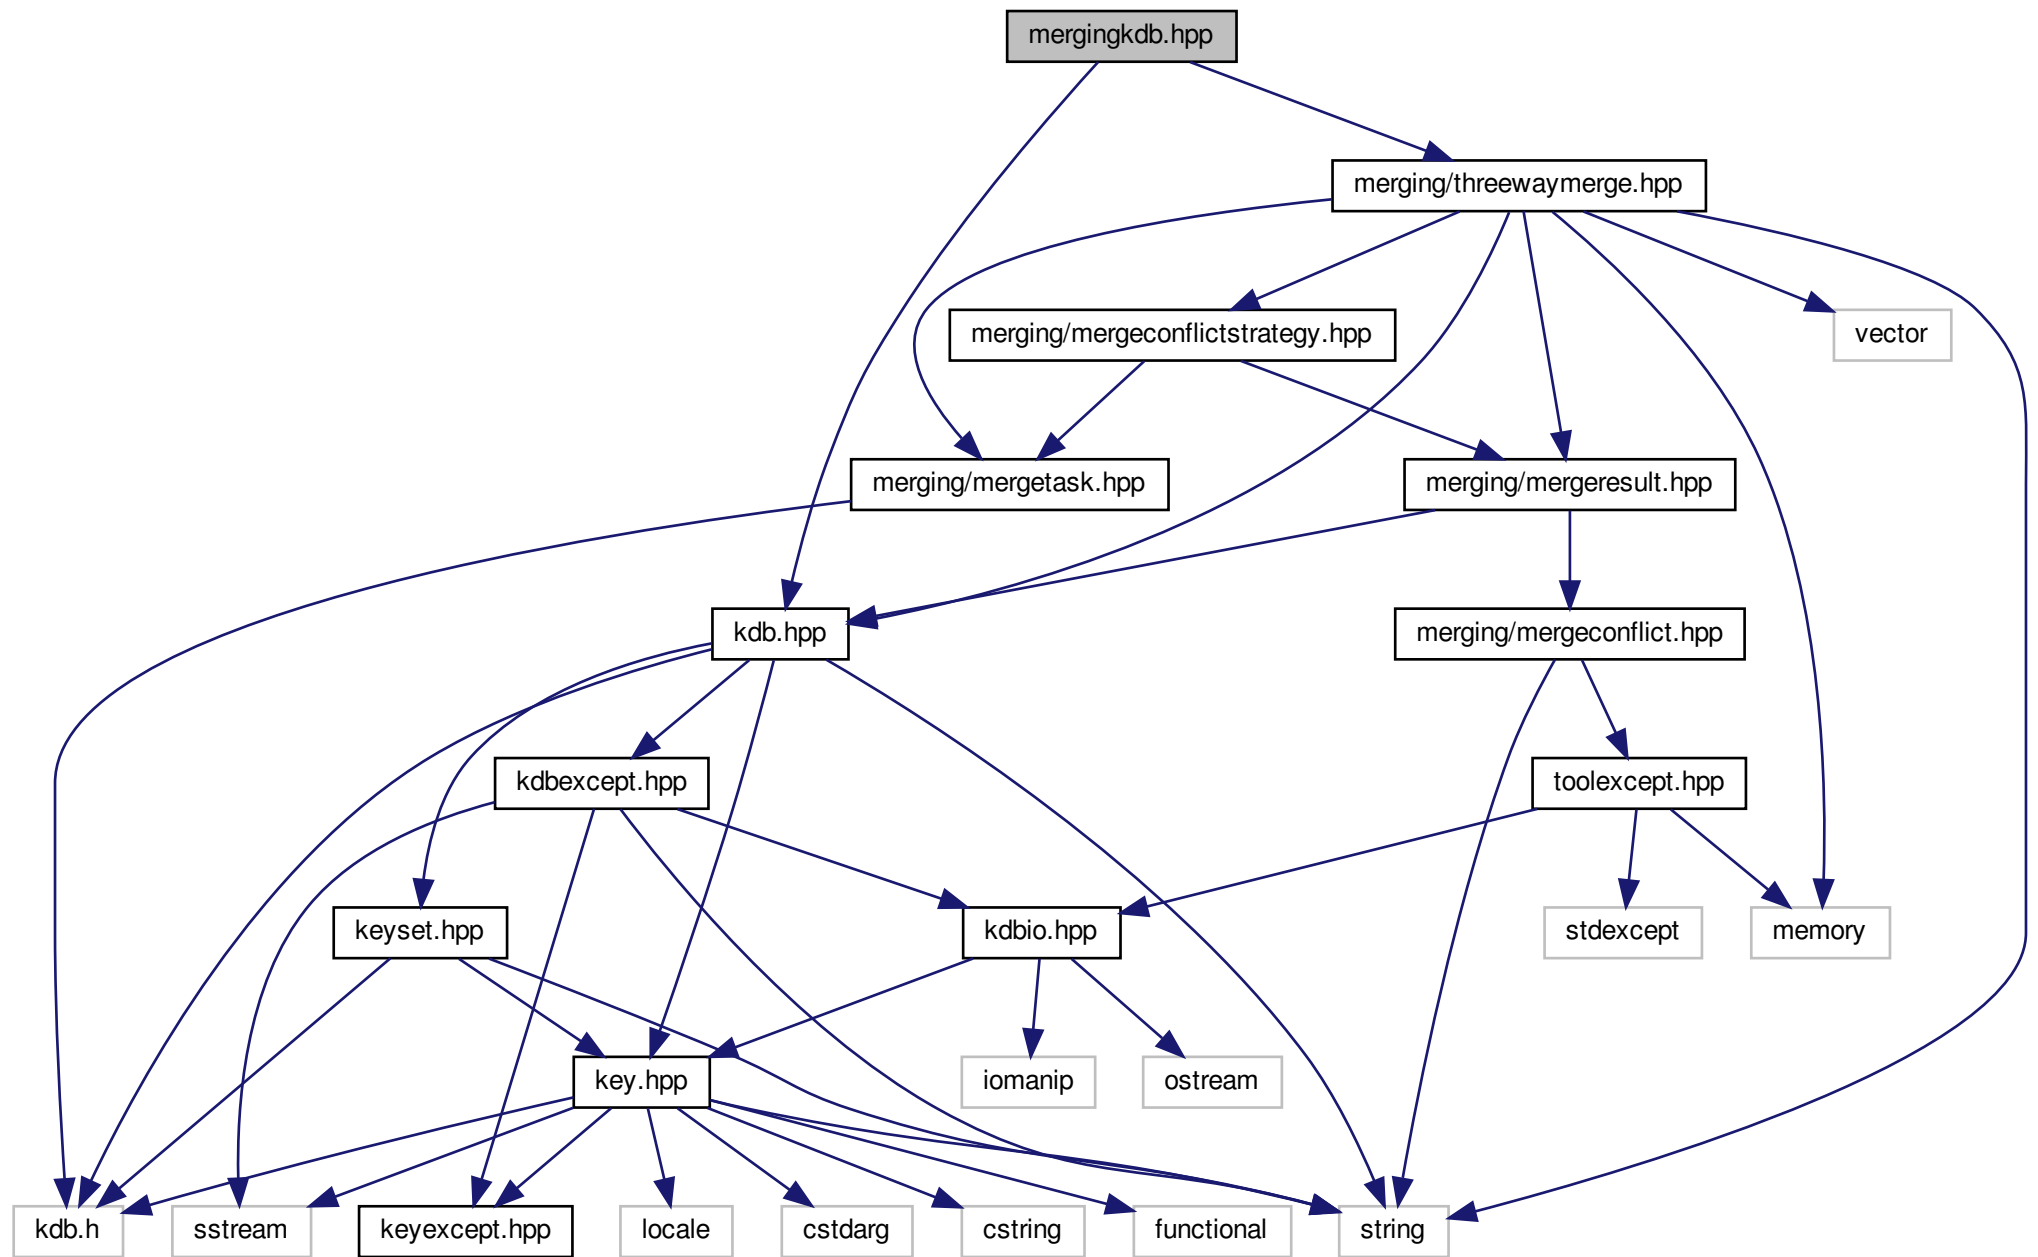 mergingkdb.hpp
merging/threewaymerge.hpp
merging/mergeconflictstrategy.hpp
vector
merging/mergetask.hpp
merging/mergeresult.hpp
kdb.hpp
merging/mergeconflict.hpp
kdbexcept.hpp
toolexcept.hpp
keyset.hpp
kdbio.hpp
stdexcept
memory
key.hpp
iomanip
ostream
kdb.h
sstream
keyexcept.hpp
locale
cstdarg
cstring
functional
string